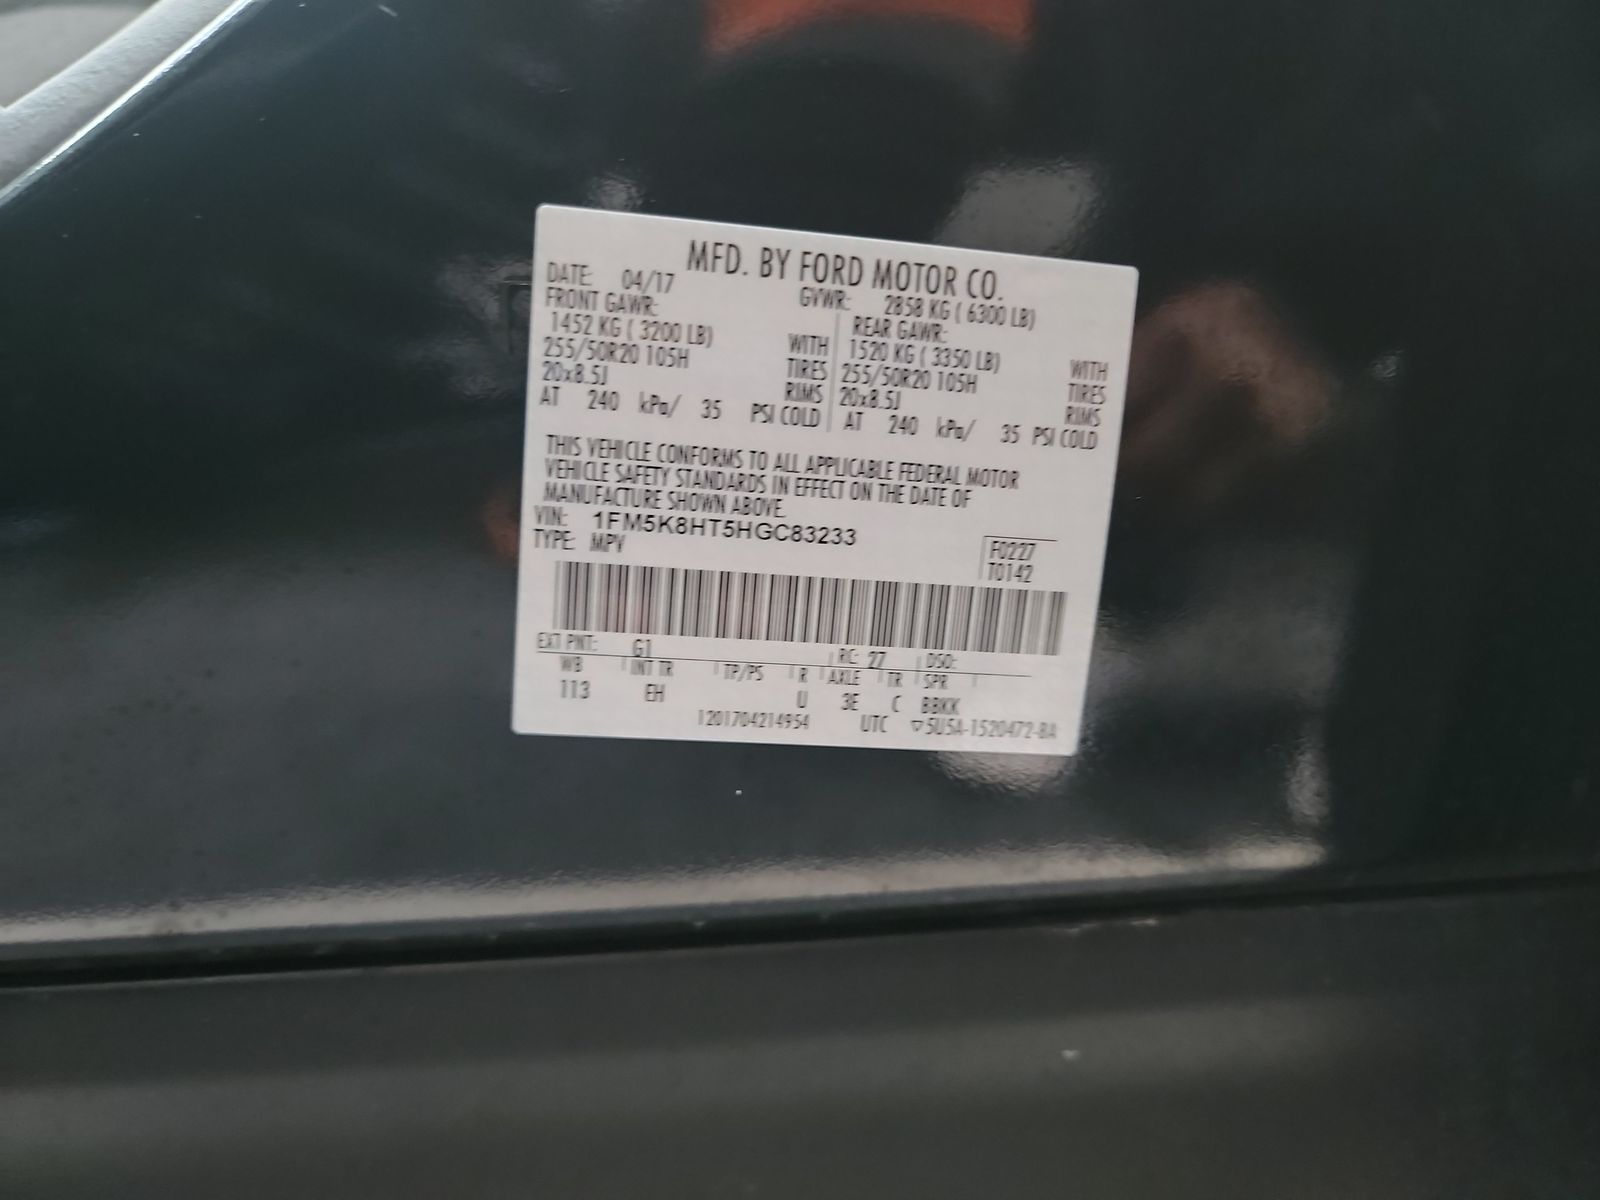 MFD. BY FORD MOTOR CO.
DATE: 04/17 GVWR: 2858 KG ( 6300 LB)
FRONT GAWR: REAR GAWR:
1452 KG ( 3200 LB) WITH 1520 KG ( 3350 LB) WITH
255/50R20 105H TIRES 255/50R20 105H TIRES
20x8.5J RIMS 20x8.5J RIMS
AT 240 kPa/ 35 PSI COLD AT 240 kPa/ 35 PSI COLD
THIS VEHICLE CONFORMS TO ALL APPLICABLE FEDERAL MOTOR
VEHICLE SAFETY STANDARDS IN EFFECT ON THE DATE OF
MANUFACTURE SHOWN ABOVE.
VIN: 1FM5K8HT5HGC83233
TYPE: MPV
F0227
T0142
EXT PNT: G1 RC: 27 DSO:
WB INT TR TP/PS R AXLE TR SPR
113 EH U 3E C BBKK
1201704214954 UTC ▽5U5A-1520472-BA